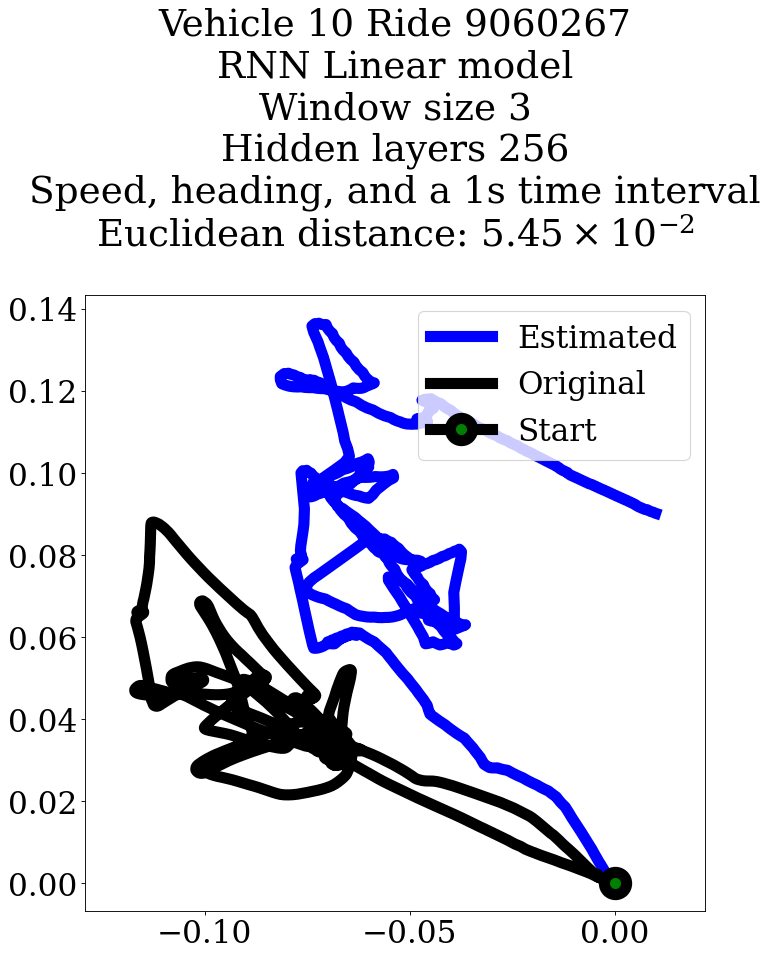 Vehicle 10 Ride 9060267
RNN Linear model
Window size 3
Hidden layers 256
Speed, heading, and a 1s time interval
Euclidean distance: 5.45 × 10⁻²
0.14
0.12
0.10
0.08
0.06
0.04
0.02
0.00
Estimated
Original
Start
−0.10 −0.05 0.00